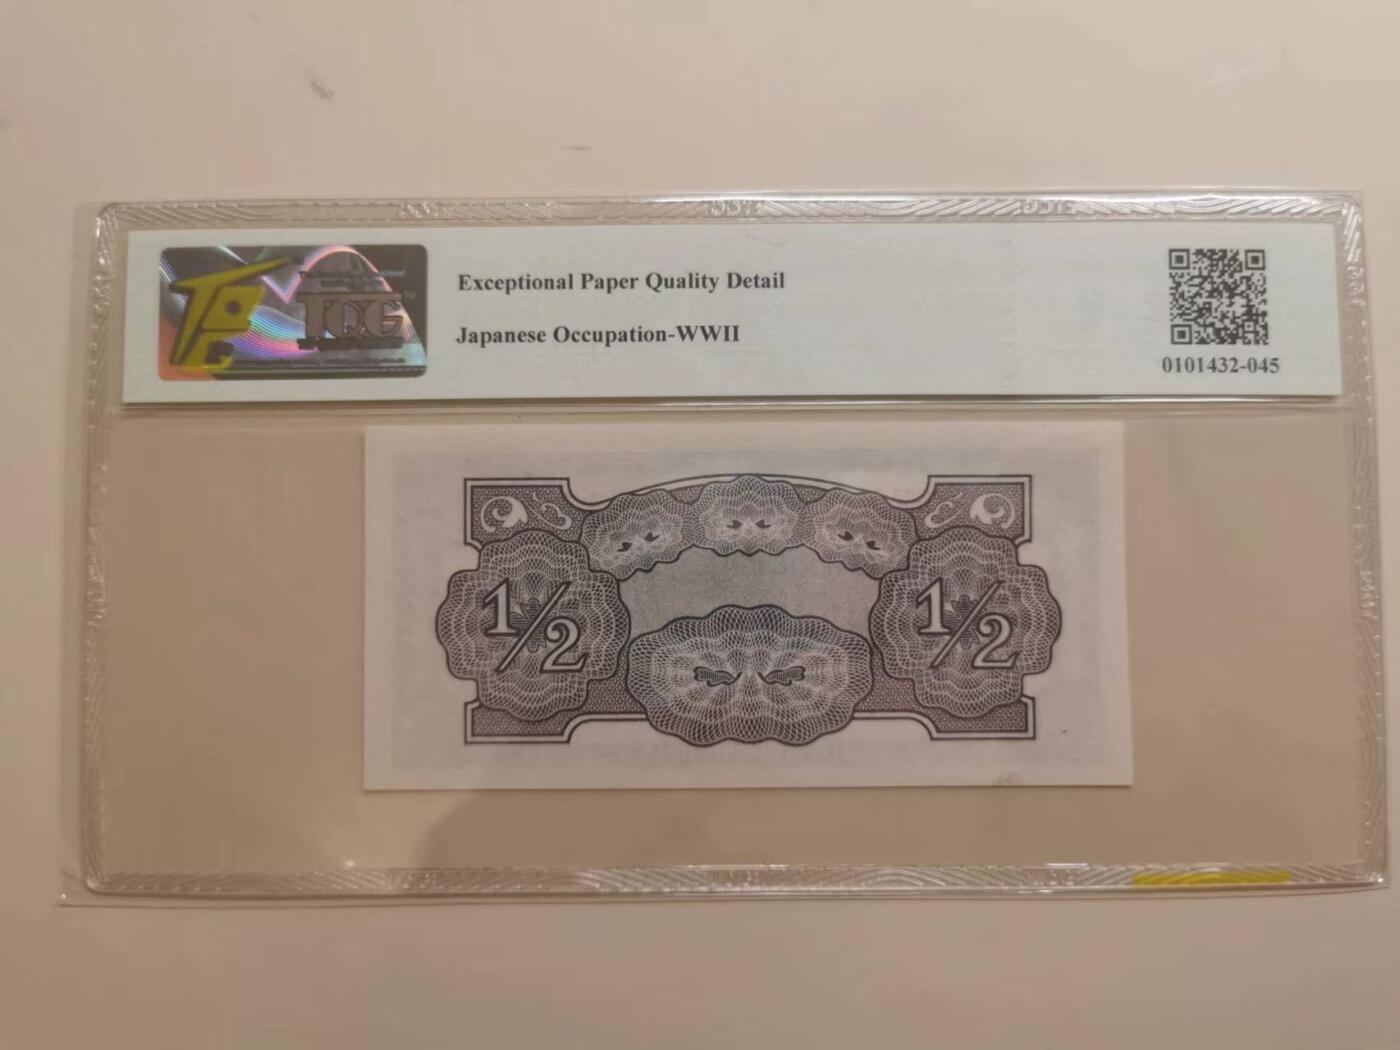 TQG
Exceptional Paper Quality Detail
Japanese Occupation-WWII
0101432-045
1/2
1/2